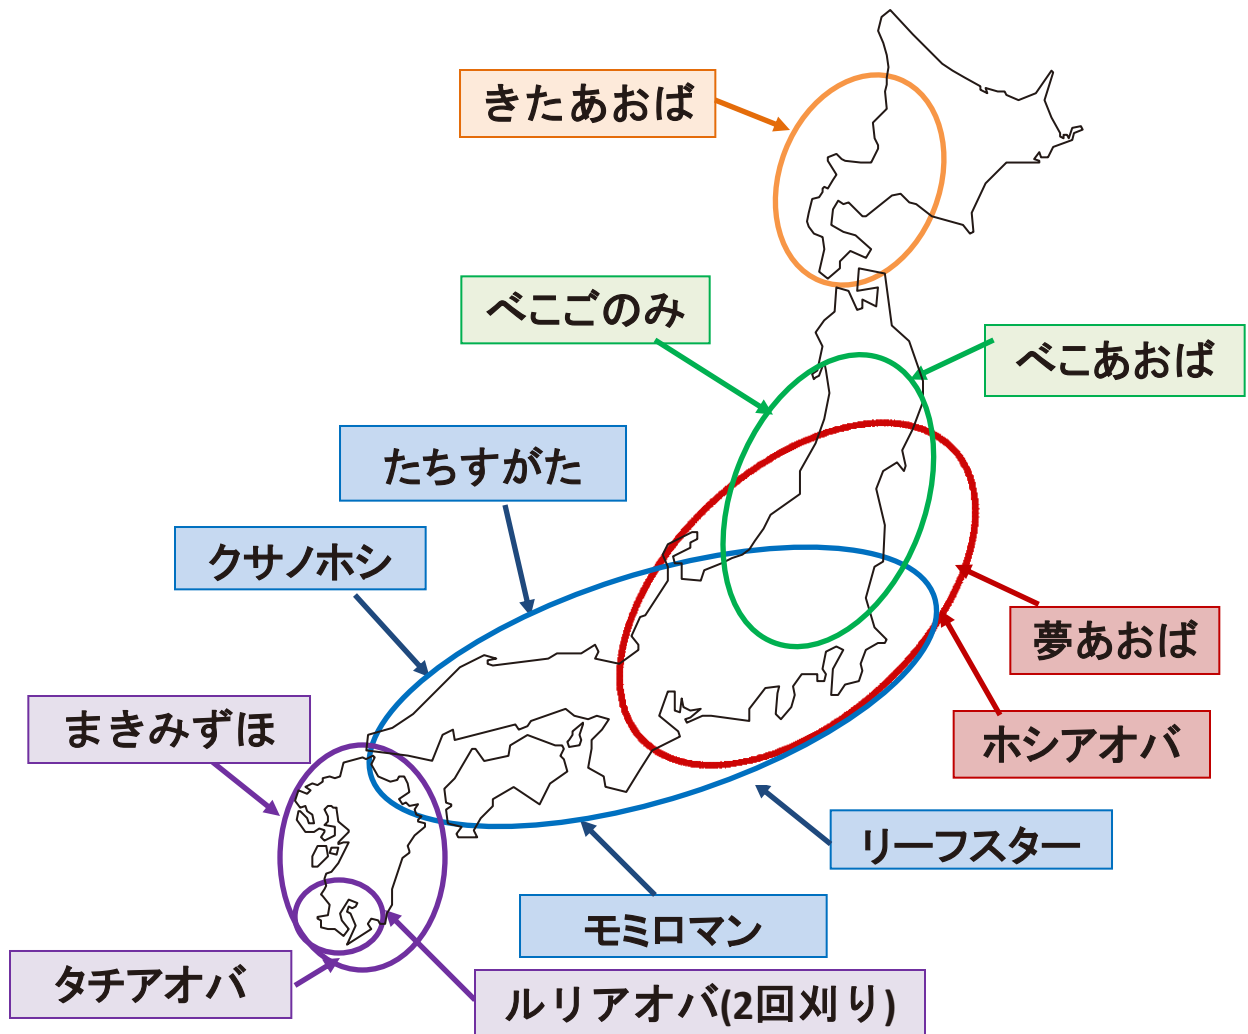 きたあおば
べこごのみ
べこあおば
たちすがた
クサノホシ
夢あおば
まきみずほ
ホシアオバ
リーフスター
モミロマン
タチアオバ
ルリアオバ(2回刈り)